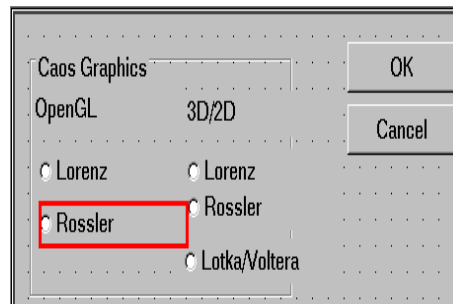 Caos Graphics
OK
OpenGL
3D/2D
Cancel
Lorenz
Lorenz
Rossler
Rossler
Lotka/Voltera